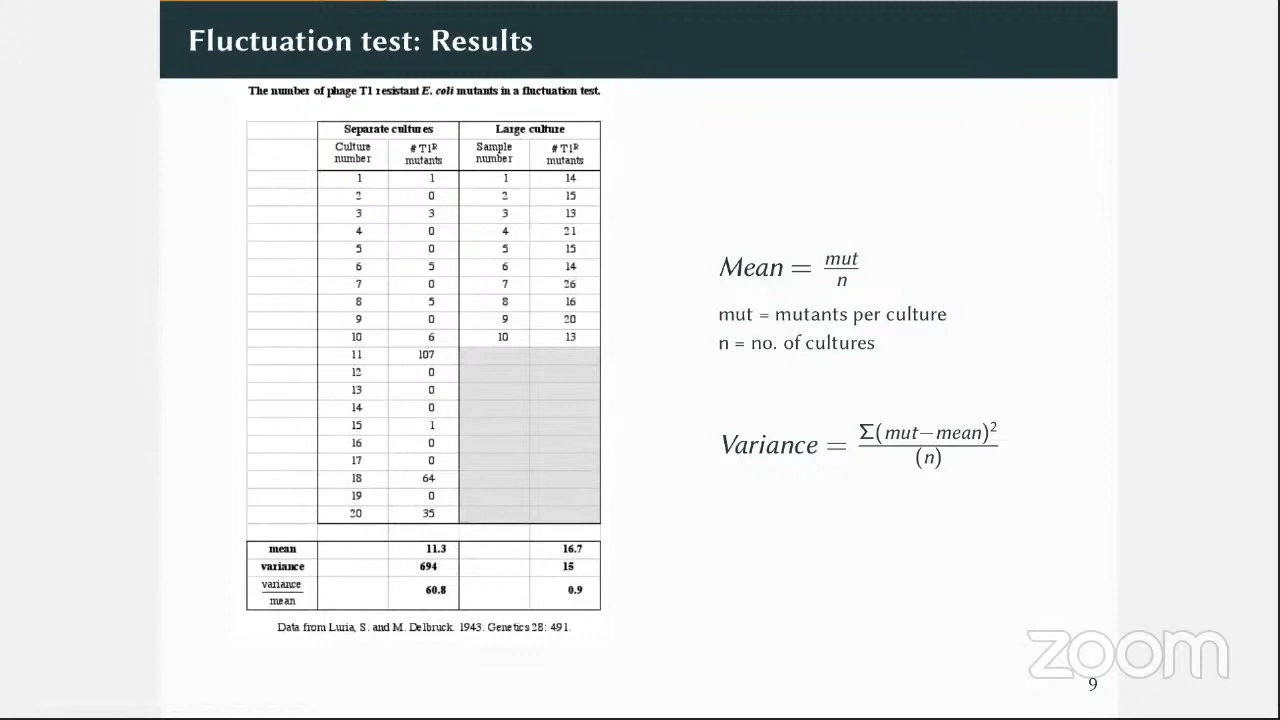 Fluctuation test: Results
The number of phage T1 resistant E. coli mutants in a fluctuation test.
Separate cultures Large culture
Culture number # T1R mutants Sample number # T1R mutants
1 1 1 14
2 0 2 15
3 3 3 13
4 0 4 21
5 0 5 15
6 5 6 14
7 0 7 26
8 5 8 16
9 0 9 20
10 6 10 13
11 107
12 0
13 0
14 0
15 1
16 0
17 0
18 64
19 0
20 35
mean 11.3 16.7
variance 694 15
variance / mean 60.8 0.9
Data from Luria, S. and M. Delbruck. 1943. Genetics 28: 491.
Mean = mut / n
mut = mutants per culture
n = no. of cultures
Variance = Σ(mut−mean)² / (n)
zoom
9